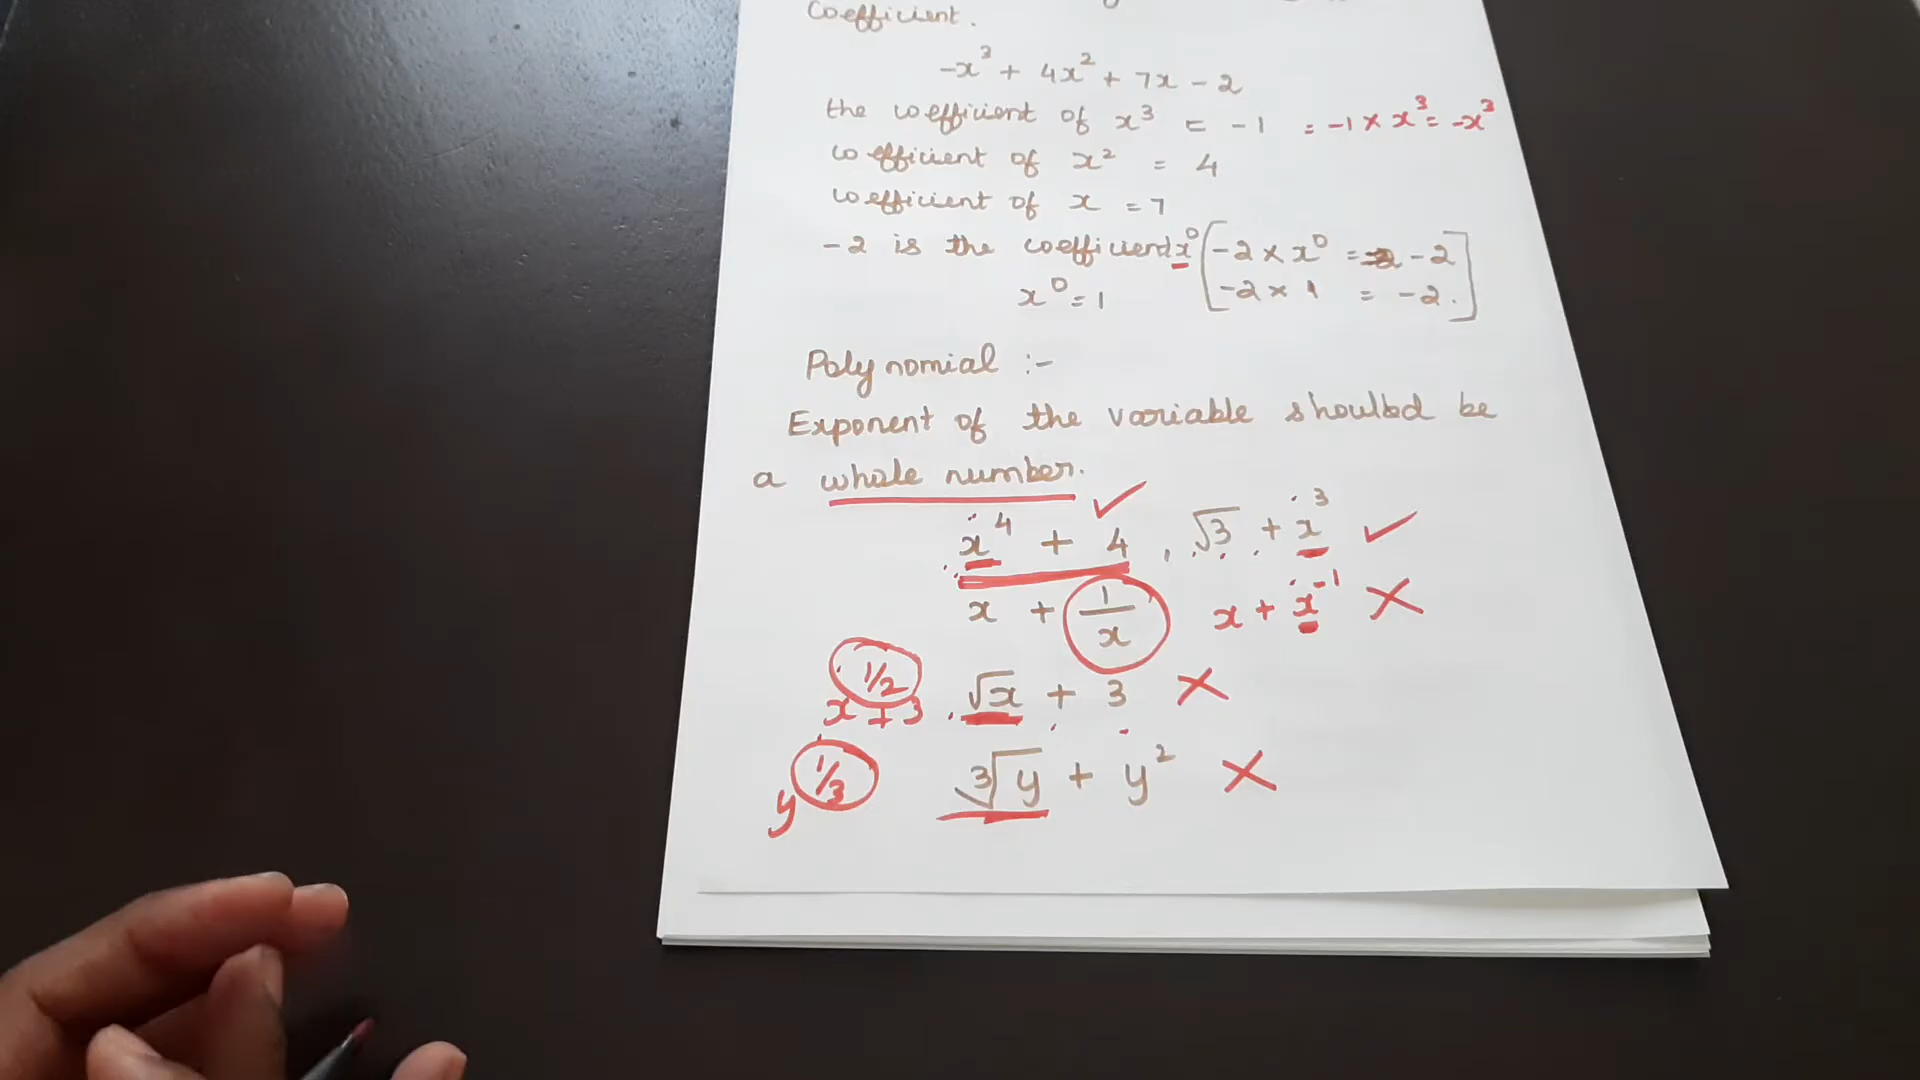 Coefficient.
-x³ + 4x² + 7x - 2
the coefficient of x³ = -1 = -1 × x³ = -x³
coefficient of x² = 4
coefficient of x = 7
-2 is the coefficient x⁰ [-2 × x⁰ = -2
x⁰ = 1 -2 × 1 = -2.]
Polynomial :-
Exponent of the variable should be
a whole number.
x⁴ + 4 ✓, √3 + x³ ✓
x + 1/x x + x⁻¹ ✗
x^1/2 + 3 √x + 3 ✗
y^1/3 ∛y + y² ✗